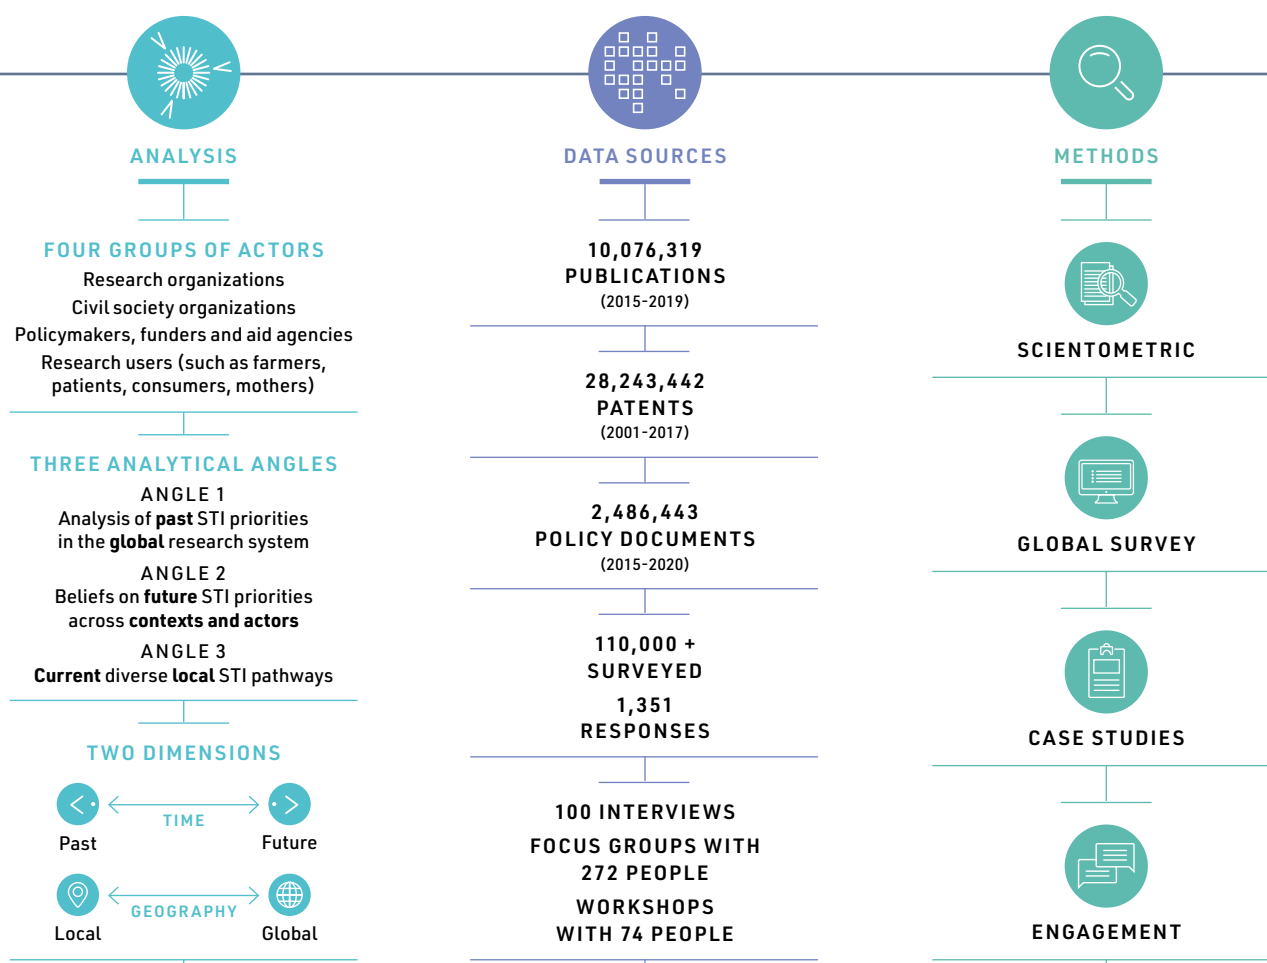 ANALYSIS
FOUR GROUPS OF ACTORS
Research organizations
Civil society organizations
Policymakers, funders and aid agencies
Research users (such as farmers,
patients, consumers, mothers)
THREE ANALYTICAL ANGLES
ANGLE 1
Analysis of past STI priorities
in the global research system
ANGLE 2
Beliefs on future STI priorities
across contexts and actors
ANGLE 3
Current diverse local STI pathways
TWO DIMENSIONS
TIME
Past
Future
GEOGRAPHY
Local
Global
DATA SOURCES
10,076,319
PUBLICATIONS
(2015-2019)
28,243,442
PATENTS
(2001-2017)
2,486,443
POLICY DOCUMENTS
(2015-2020)
110,000 +
SURVEYED
1,351
RESPONSES
100 INTERVIEWS
FOCUS GROUPS WITH
272 PEOPLE
WORKSHOPS
WITH 74 PEOPLE
METHODS
SCIENTOMETRIC
GLOBAL SURVEY
CASE STUDIES
ENGAGEMENT